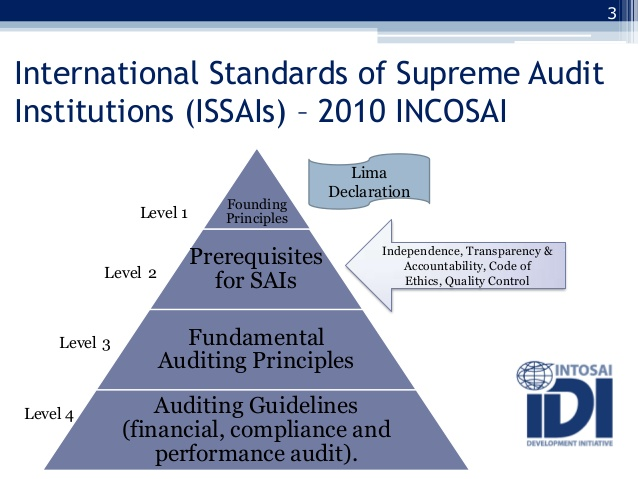 3
International Standards of Supreme Audit
Institutions (ISSAIs) – 2010 INCOSAI
Lima
Declaration
Level 1
Founding
Principles
Level 2
Prerequisites
for SAIs
Independence, Transparency &
Accountability, Code of
Ethics, Quality Control
Level 3
Fundamental
Auditing Principles
Level 4
Auditing Guidelines
(financial, compliance and
performance audit).
INTOSAI
IDI
DEVELOPMENT INITIATIVE